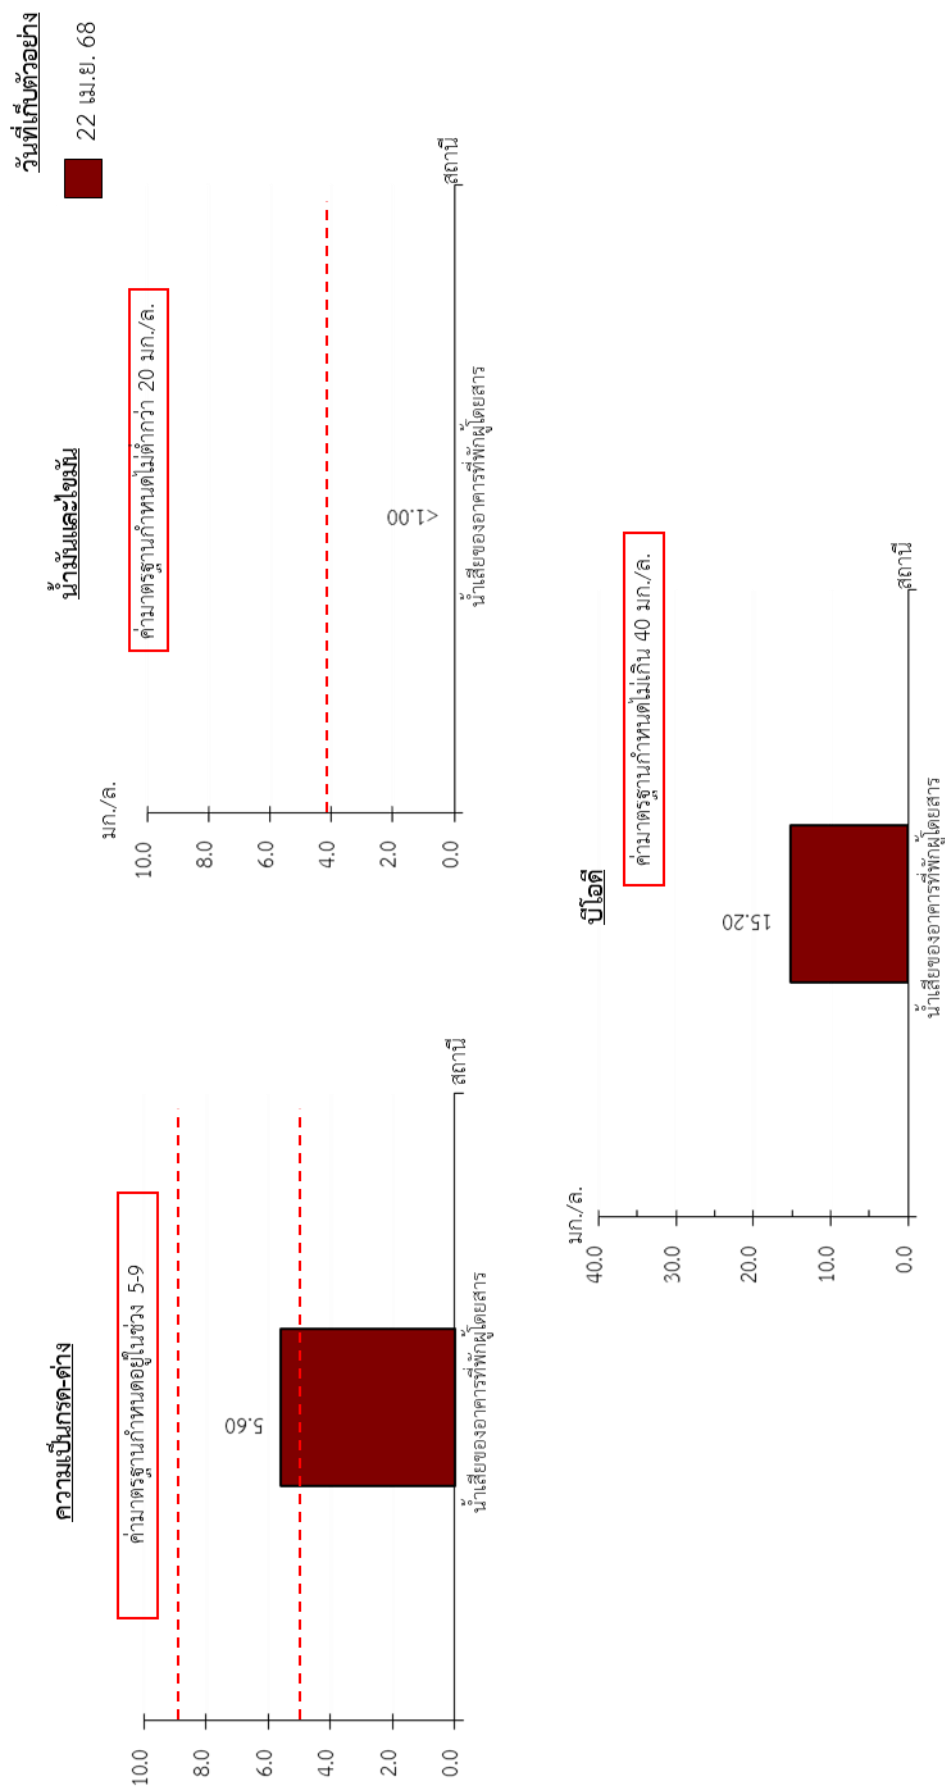 วันที่เก็บตัวอย่าง
22 เม.ย. 68
ความเป็นกรด-ด่าง
ค่ามาตรฐานกำหนดอยู่ในช่วง 5-9
10.0
8.0
6.0
4.0
2.0
0.0
5.60
น้ำเสียของอาคารที่พักผู้โดยสาร
สถานี
น้ำมันและไขมัน
มก./ล.
ค่ามาตรฐานกำหนดไม่ต่ำกว่า 20 มก./ล.
10.0
8.0
6.0
4.0
2.0
0.0
<1.00
น้ำเสียของอาคารที่พักผู้โดยสาร
สถานี
บีโอดี
มก./ล.
ค่ามาตรฐานกำหนดไม่เกิน 40 มก./ล.
40.0
30.0
20.0
10.0
0.0
15.20
น้ำเสียของอาคารที่พักผู้โดยสาร
สถานี